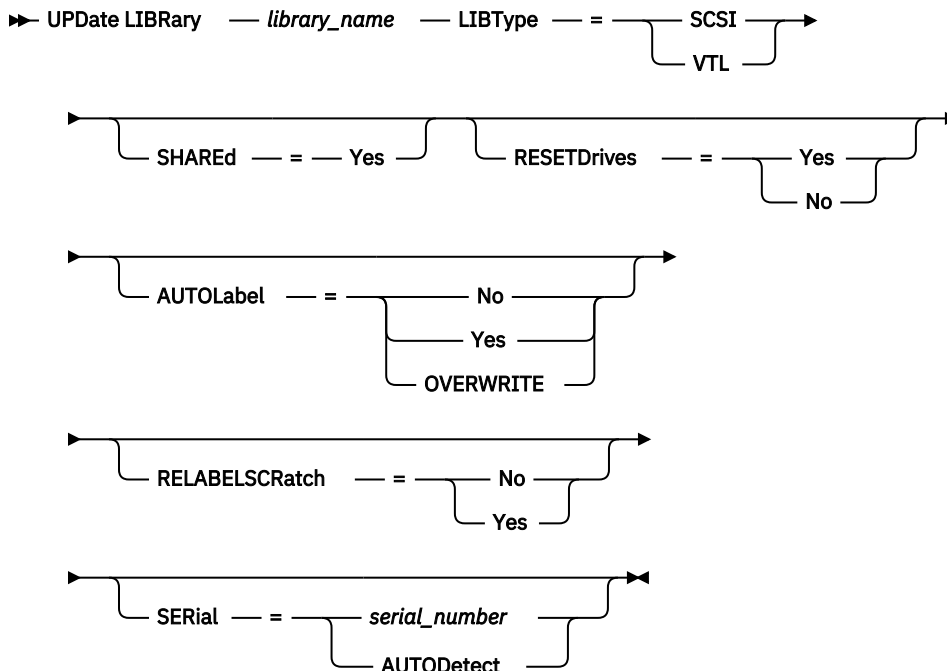 UPDate LIBRary library_name LIBType = SCSI
VTL
SHAREd = Yes RESETDrives = Yes
No
AUTOLabel = No
Yes
OVERWRITE
RELABELSCRatch = No
Yes
SERial = serial_number
AUTODetect